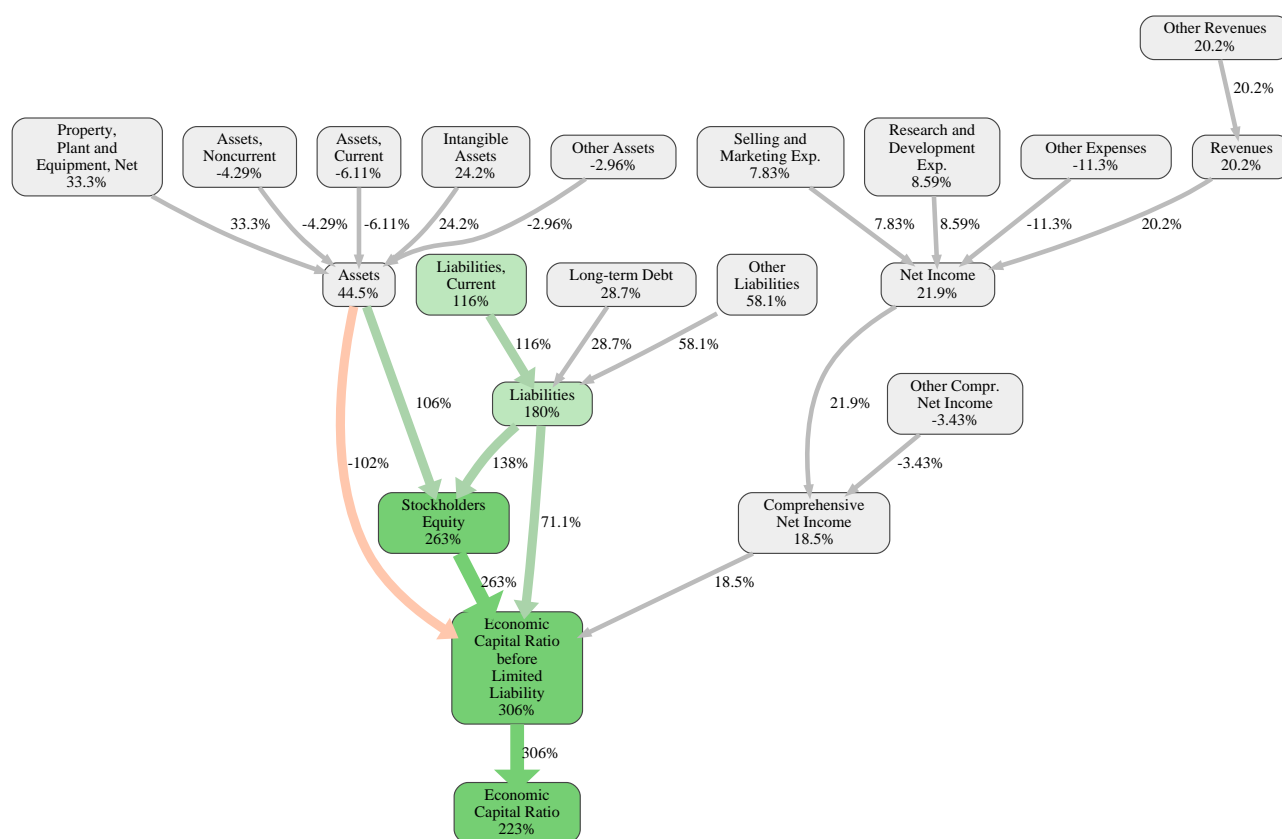 Other Revenues
20.2%
20.2%
Property,
Plant and
Equipment, Net
33.3%
Assets,
Noncurrent
-4.29%
Assets,
Current
-6.11%
Intangible
Assets
24.2%
Other Assets
-2.96%
Selling and
Marketing Exp.
7.83%
Research and
Development
Exp.
8.59%
Other Expenses
-11.3%
Revenues
20.2%
33.3%
-4.29%
-6.11%
24.2%
-2.96%
7.83%
8.59%
-11.3%
20.2%
Assets
44.5%
Liabilities,
Current
116%
Long-term Debt
28.7%
Other
Liabilities
58.1%
Net Income
21.9%
116%
28.7%
58.1%
106%
Liabilities
180%
21.9%
Other Compr.
Net Income
-3.43%
-102%
138%
-3.43%
Stockholders
Equity
263%
71.1%
Comprehensive
Net Income
18.5%
263%
18.5%
Economic
Capital Ratio
before
Limited
Liability
306%
306%
Economic
Capital Ratio
223%